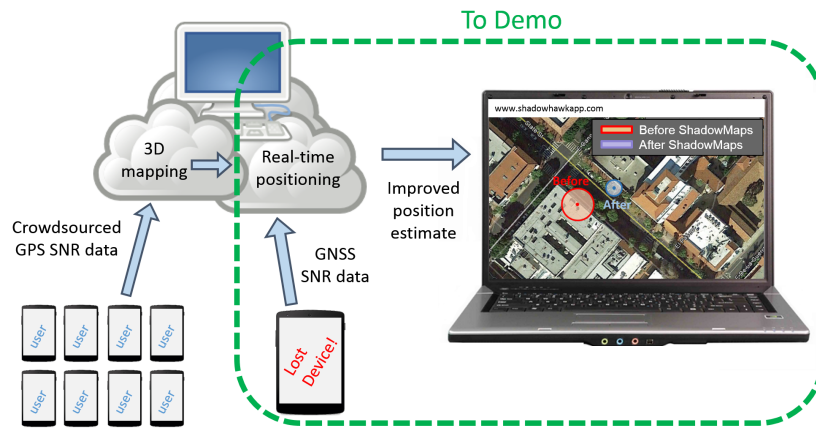 To Demo
3D
mapping
Real-time
positioning
www.shadowhawkapp.com
Before ShadowMaps
After ShadowMaps
Before
After
Improved
position
estimate
Crowdsourced
GPS SNR data
GNSS
SNR data
user
user
user
user
user
user
user
user
Lost
Device!